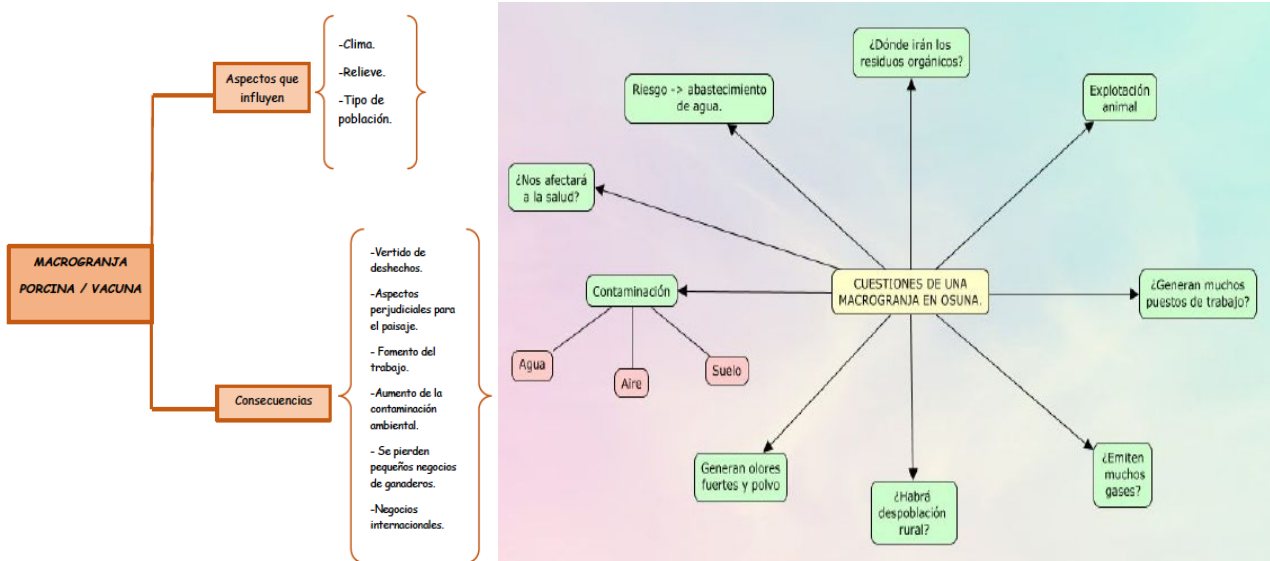 MACROGRANJA
PORCINA / VACUNA
Aspectos que
influyen
-Clima.
-Relieve.
-Tipo de
población.
Consecuencias
-Vertido de
deshechos.
-Aspectos
perjudiciales para
el paisaje.
- Fomento del
trabajo.
-Aumento de la
contaminación
ambiental.
- Se pierden
pequeños negocios
de ganaderos.
-Negocios
internacionales.
CUESTIONES DE UNA
MACROGRANJA EN OSUNA.
¿Dónde irán los
residuos orgánicos?
Riesgo -> abastecimiento
de agua.
Explotación
animal
¿Nos afectará
a la salud?
Contaminación
Agua
Aire
Suelo
¿Generan muchos
puestos de trabajo?
Generan olores
fuertes y polvo
¿Habrá
despoblación
rural?
¿Emiten
muchos
gases?